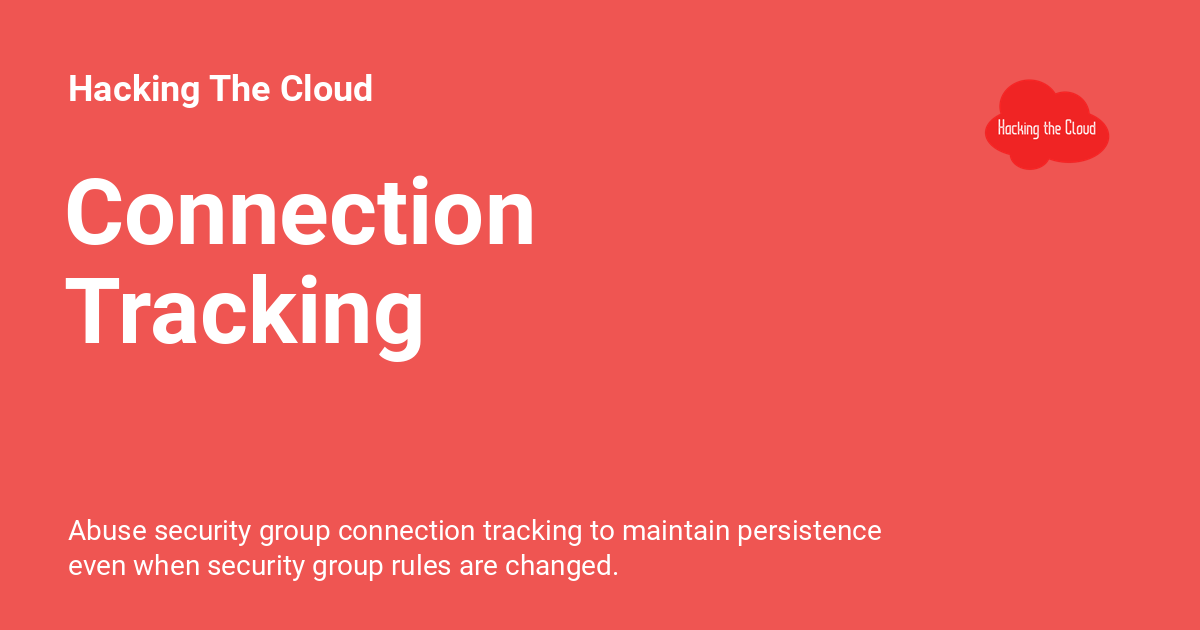 Hacking The Cloud
Hacking the Cloud
Connection
Tracking
Abuse security group connection tracking to maintain persistence
even when security group rules are changed.